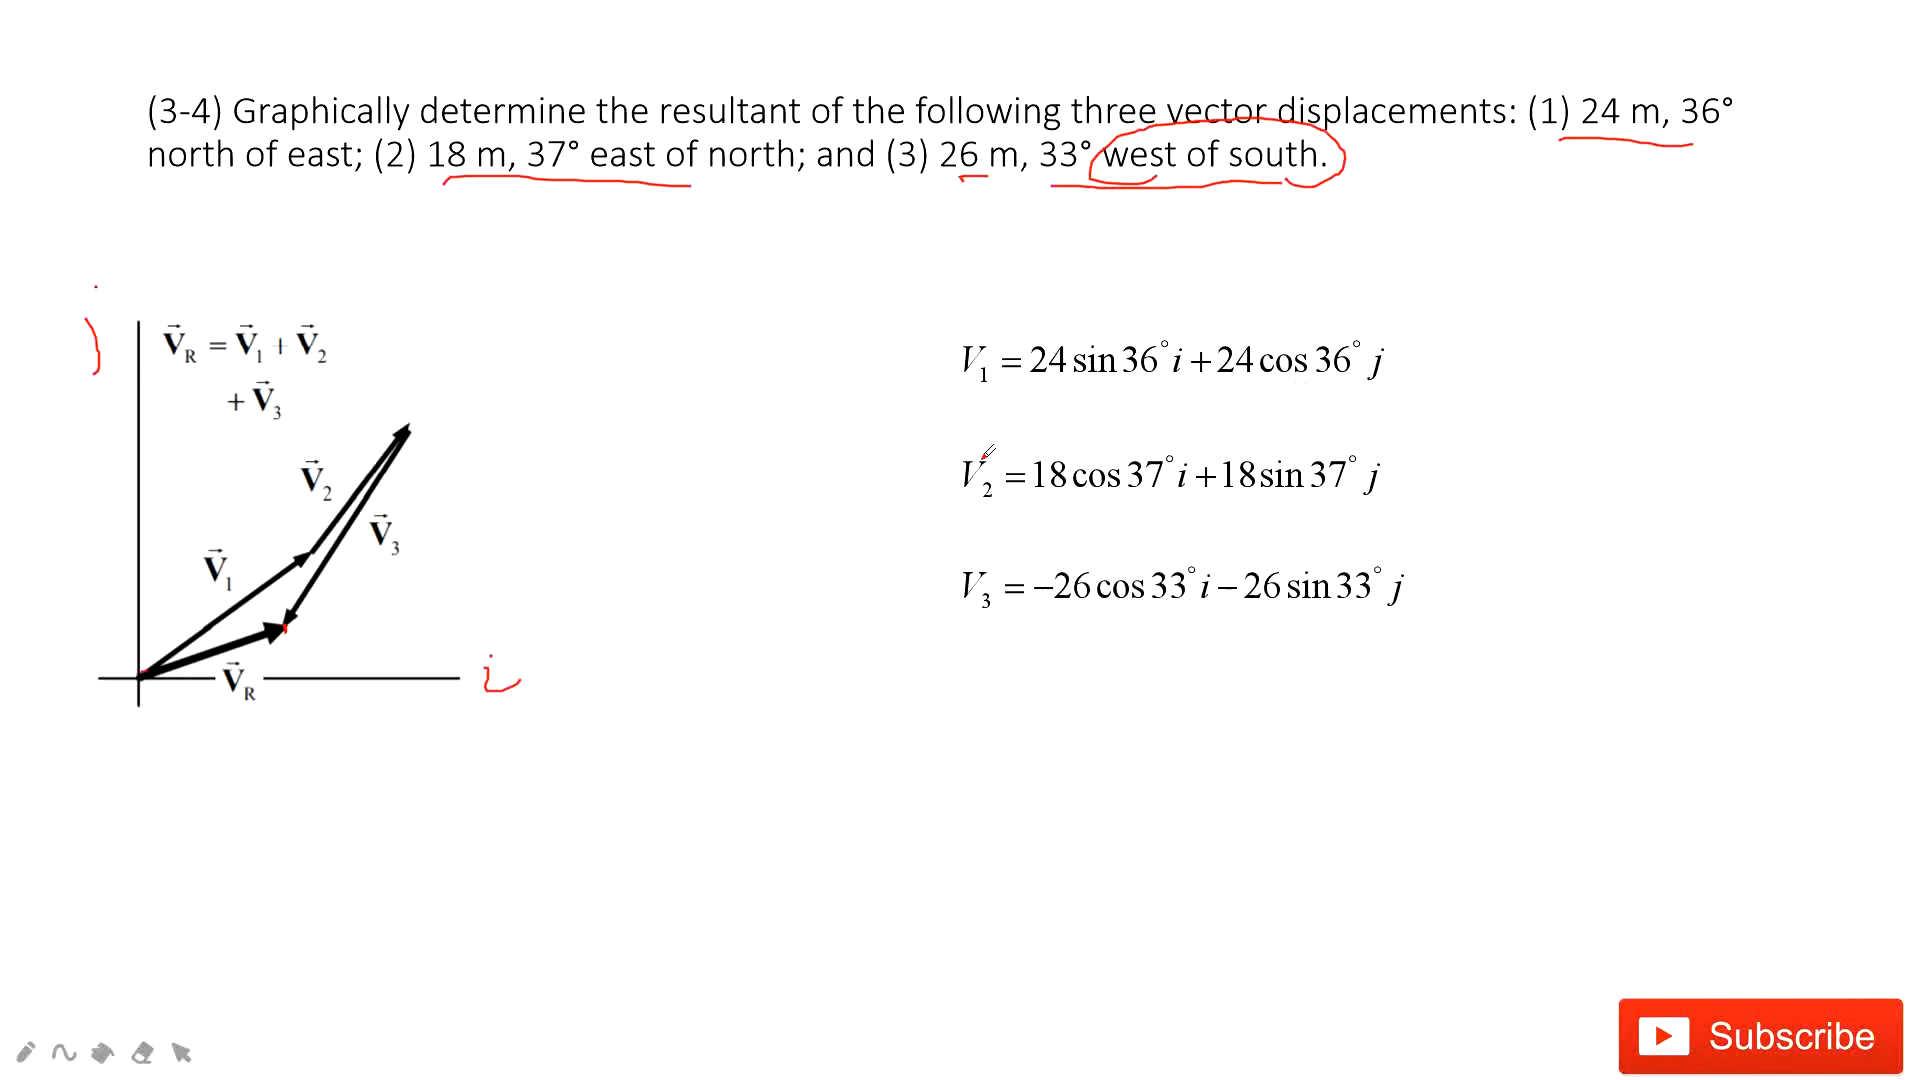 (3-4) Graphically determine the resultant of the following three vector displacements: (1) 24 m, 36°
north of east; (2) 18 m, 37° east of north; and (3) 26 m, 33° west of south.
j
V⃗R = V⃗1 + V⃗2
+ V⃗3
V⃗2
V⃗3
V⃗1
V⃗R
i
V1 = 24 sin 36° i + 24 cos 36° j
V2 = 18 cos 37° i + 18 sin 37° j
V3 = −26 cos 33° i − 26 sin 33° j
Subscribe